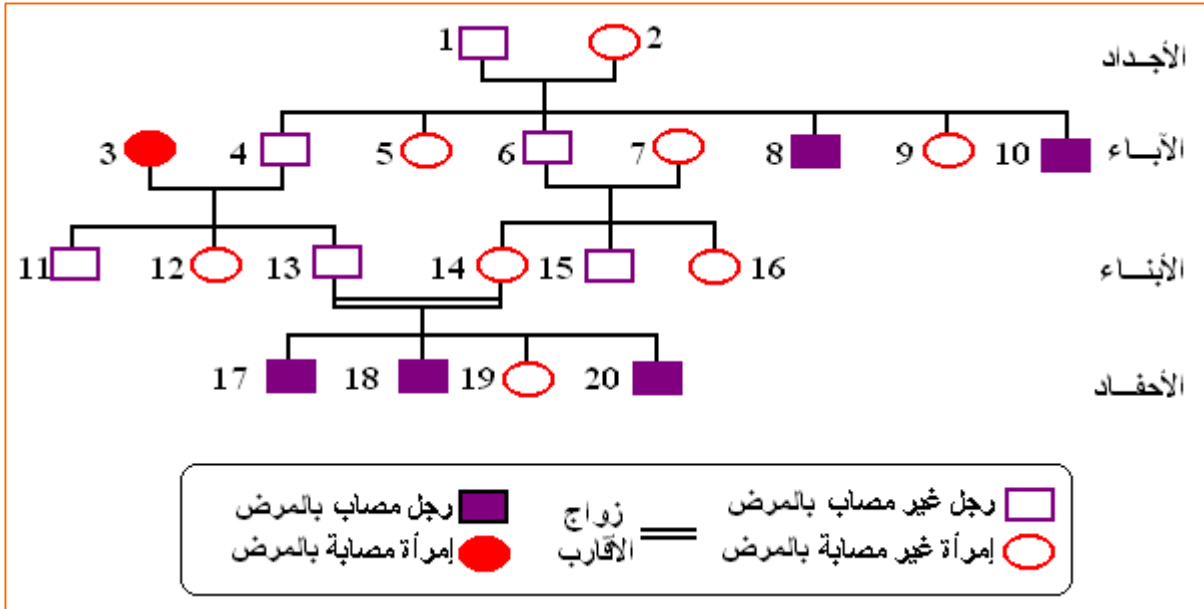 1 2 الأجداد
3 4 5 6 7 8 9 10 الآباء
11 12 13 14 15 16 الأبناء
17 18 19 20 الأحفاد
رجل غير مصاب بالمرض
إمرأة غير مصابة بالمرض
زواج
الأقارب
رجل مصاب بالمرض
إمرأة مصابة بالمرض